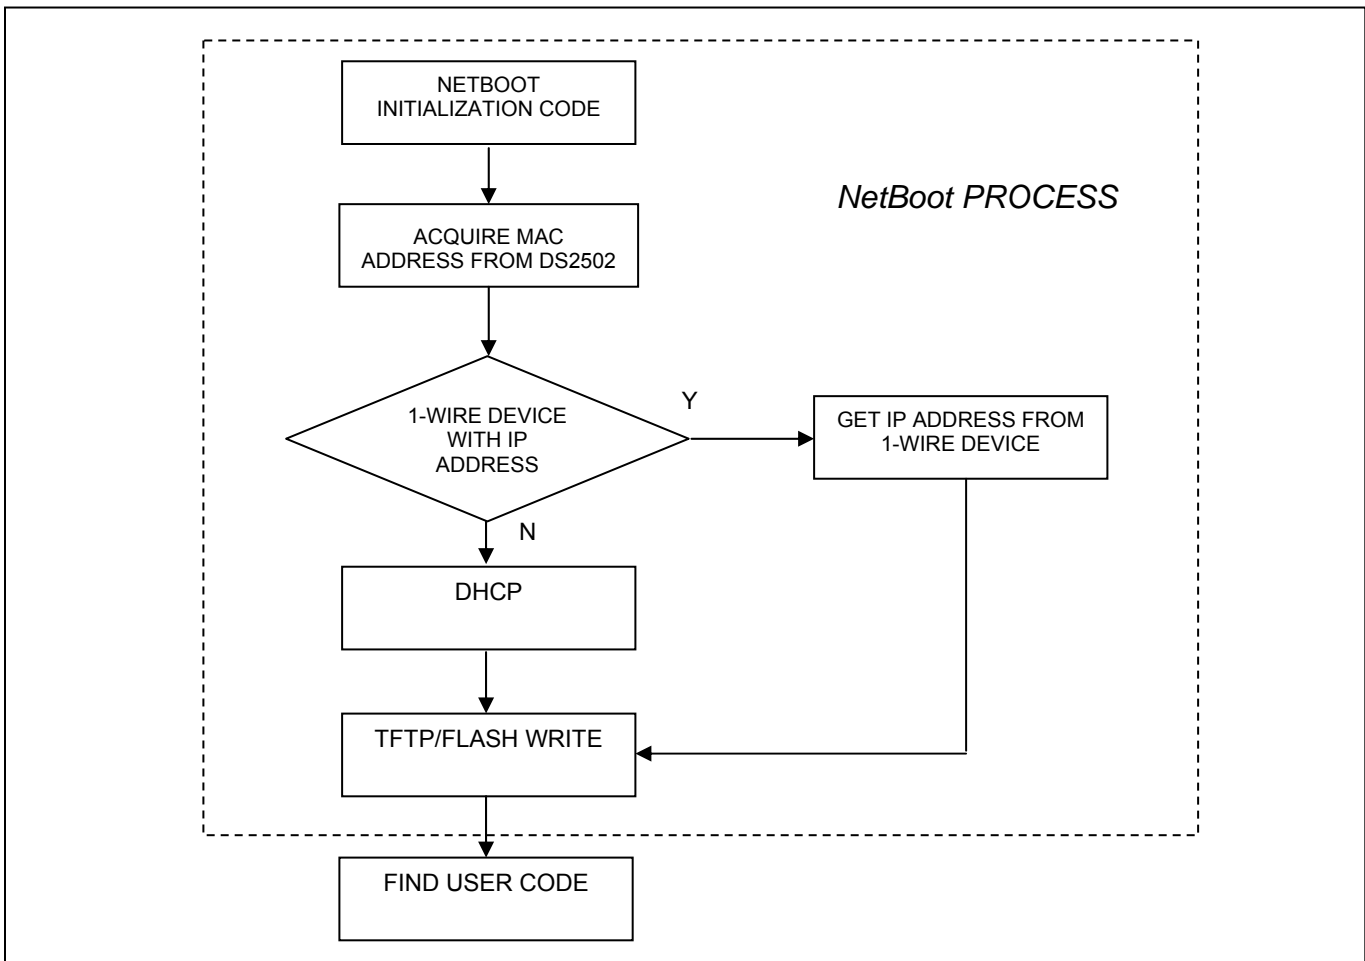 NETBOOT
INITIALIZATION CODE
NetBoot PROCESS
ACQUIRE MAC
ADDRESS FROM DS2502
1-WIRE DEVICE
WITH IP
ADDRESS
Y
GET IP ADDRESS FROM
1-WIRE DEVICE
N
DHCP
TFTP/FLASH WRITE
FIND USER CODE